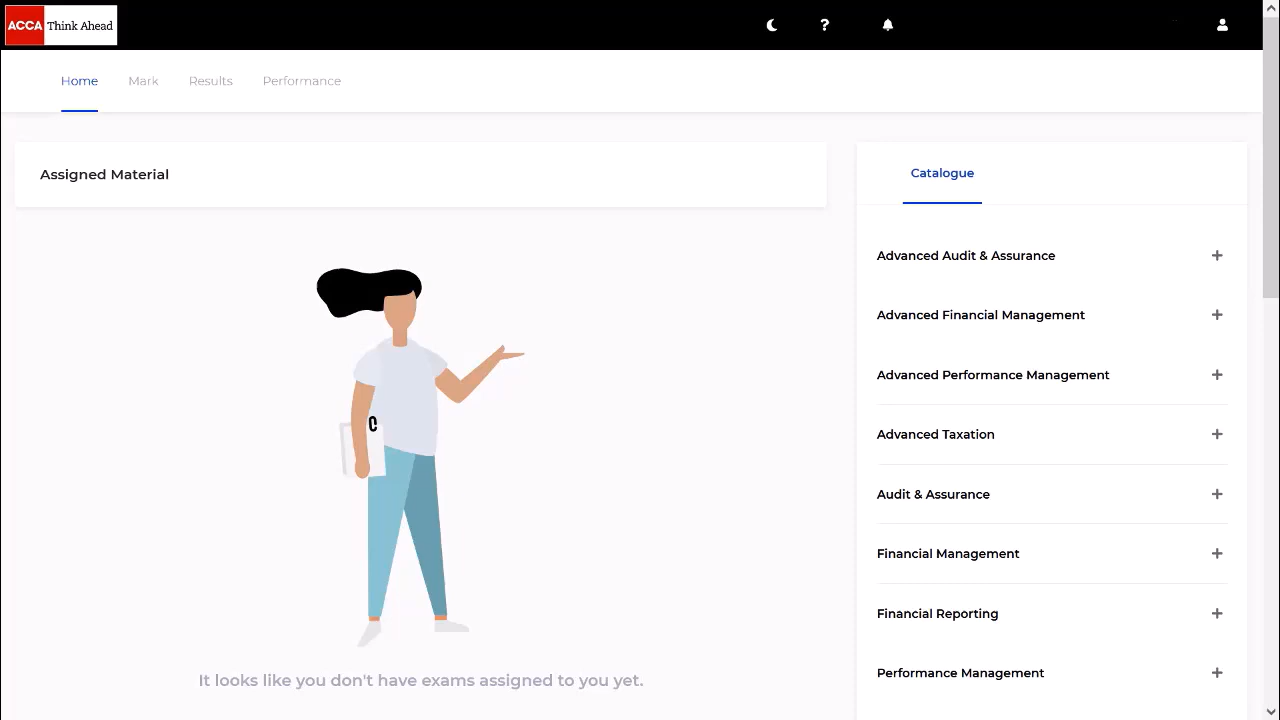 ACCA Think Ahead
?
Home Mark Results Performance
Assigned Material
Catalogue
Advanced Audit & Assurance +
Advanced Financial Management +
Advanced Performance Management +
Advanced Taxation +
Audit & Assurance +
Financial Management +
Financial Reporting +
Performance Management +
It looks like you don't have exams assigned to you yet.